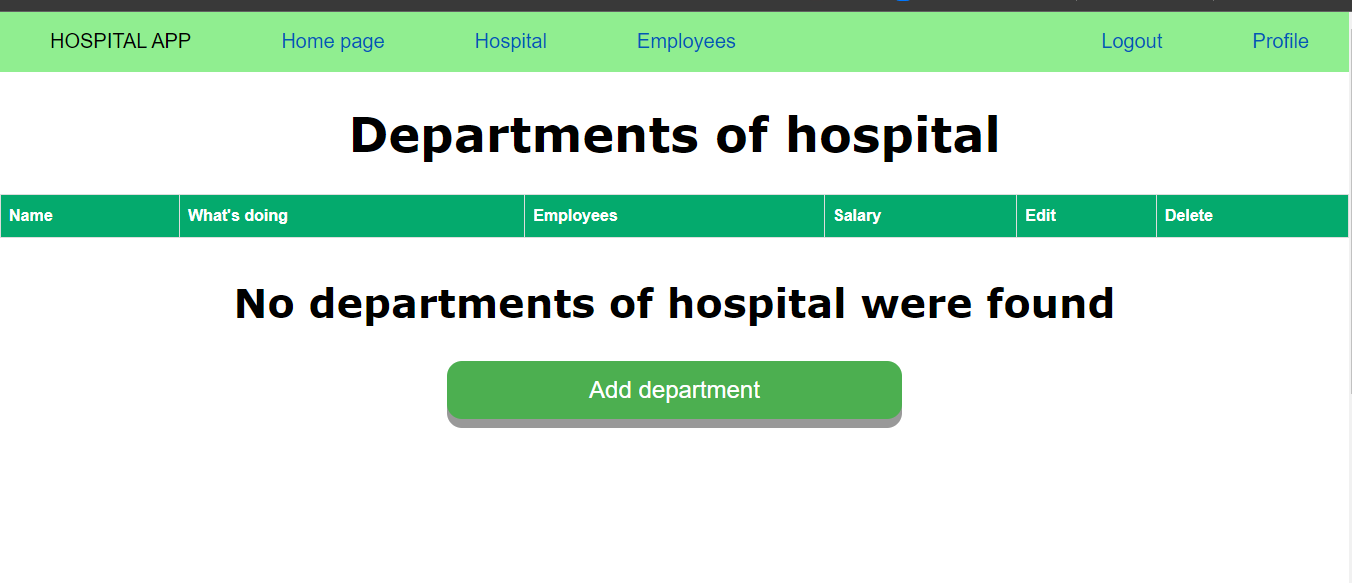 HOSPITAL APP Home page Hospital Employees Logout Profile
Departments of hospital
Name What's doing Employees Salary Edit Delete
No departments of hospital were found
Add department